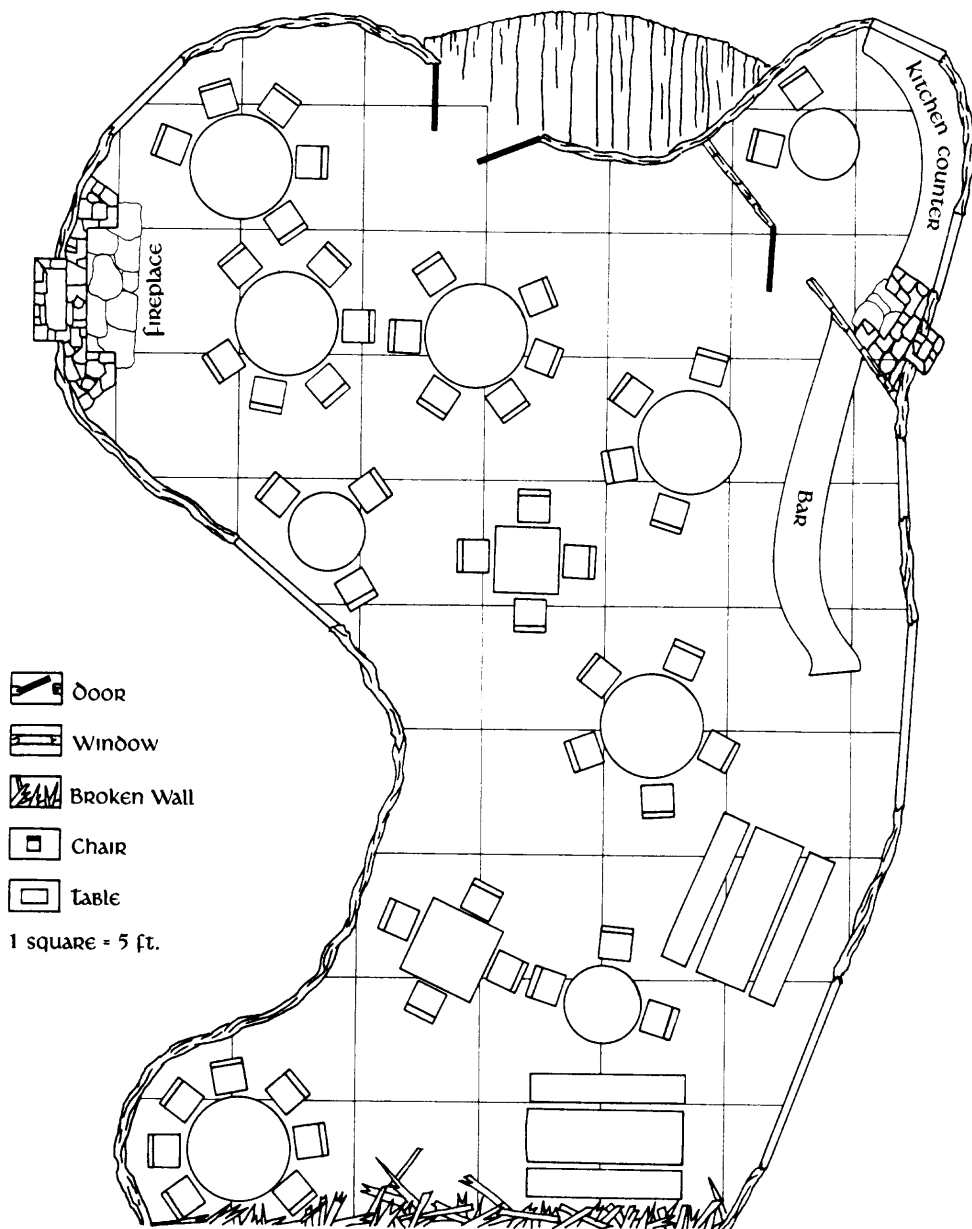 Kitchen counter
Fireplace
Bar
Door
Window
Broken Wall
Chair
Table
1 square = 5 ft.